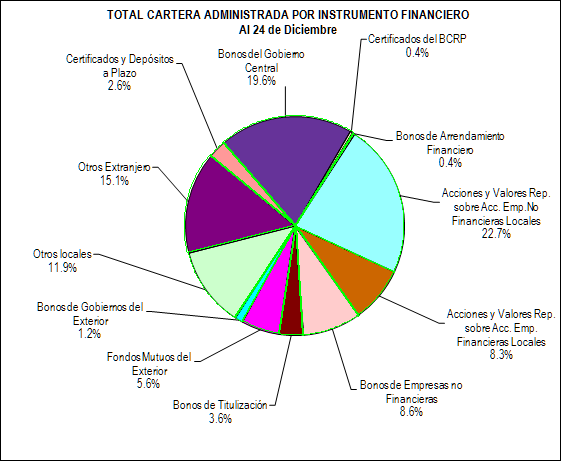 TOTAL CARTERA ADMINISTRADA POR INSTRUMENTO FINANCIERO
Al 24 de Diciembre
Certificados del BCRP
0.4%
Bonos del Gobierno
Central
19.6%
Certificados y Depósitos
a Plazo
2.6%
Bonos de Arrendamiento
Financiero
0.4%
Otros Extranjero
15.1%
Acciones y Valores Rep.
sobre Acc. Emp.No
Financieras Locales
22.7%
Otros locales
11.9%
Bonos de Gobiernos del
Exterior
1.2%
Acciones y Valores Rep.
sobre Acc. Emp.
Financieras Locales
8.3%
Fondos Mutuos del
Exterior
5.6%
Bonos de Empresas no
Financieras
8.6%
Bonos de Titulización
3.6%